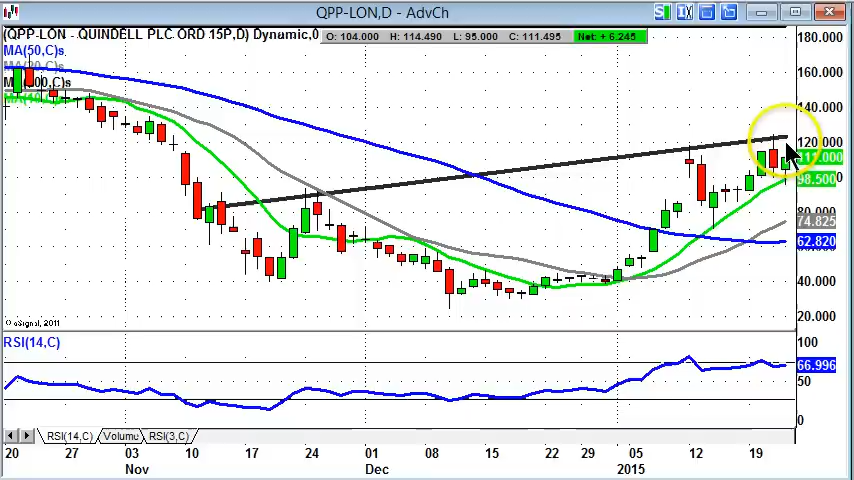 QPP-LON,D - AdvCh
(QPP-LON - QUINDELL PLC ORD 15P,D) Dynamic,0
O: 104.000 H: 114.490 L: 95.000 C: 111.495 Net: + 6.245
MA(50,C)s
180.000
160.000
140.000
120.000
111.000
98.500
80.000
74.825
62.820
40.000
20.000
© eSignal, 2011
RSI(14,C)
100
66.996
50
0
RSI(14,C) Volume RSI(3,C)
20 27 03 10 17 24 01 08 15 22 29 05 12 19
Nov Dec 2015